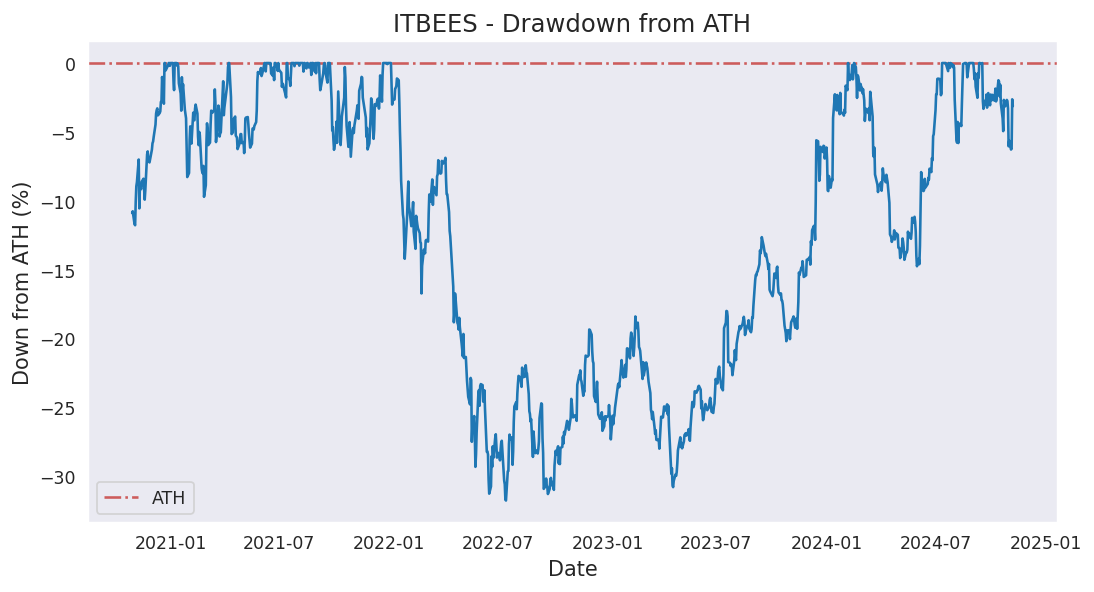 ITBEES - Drawdown from ATH
Down from ATH (%)
0
−5
−10
−15
−20
−25
−30
ATH
2021-01 2021-07 2022-01 2022-07 2023-01 2023-07 2024-01 2024-07 2025-01
Date